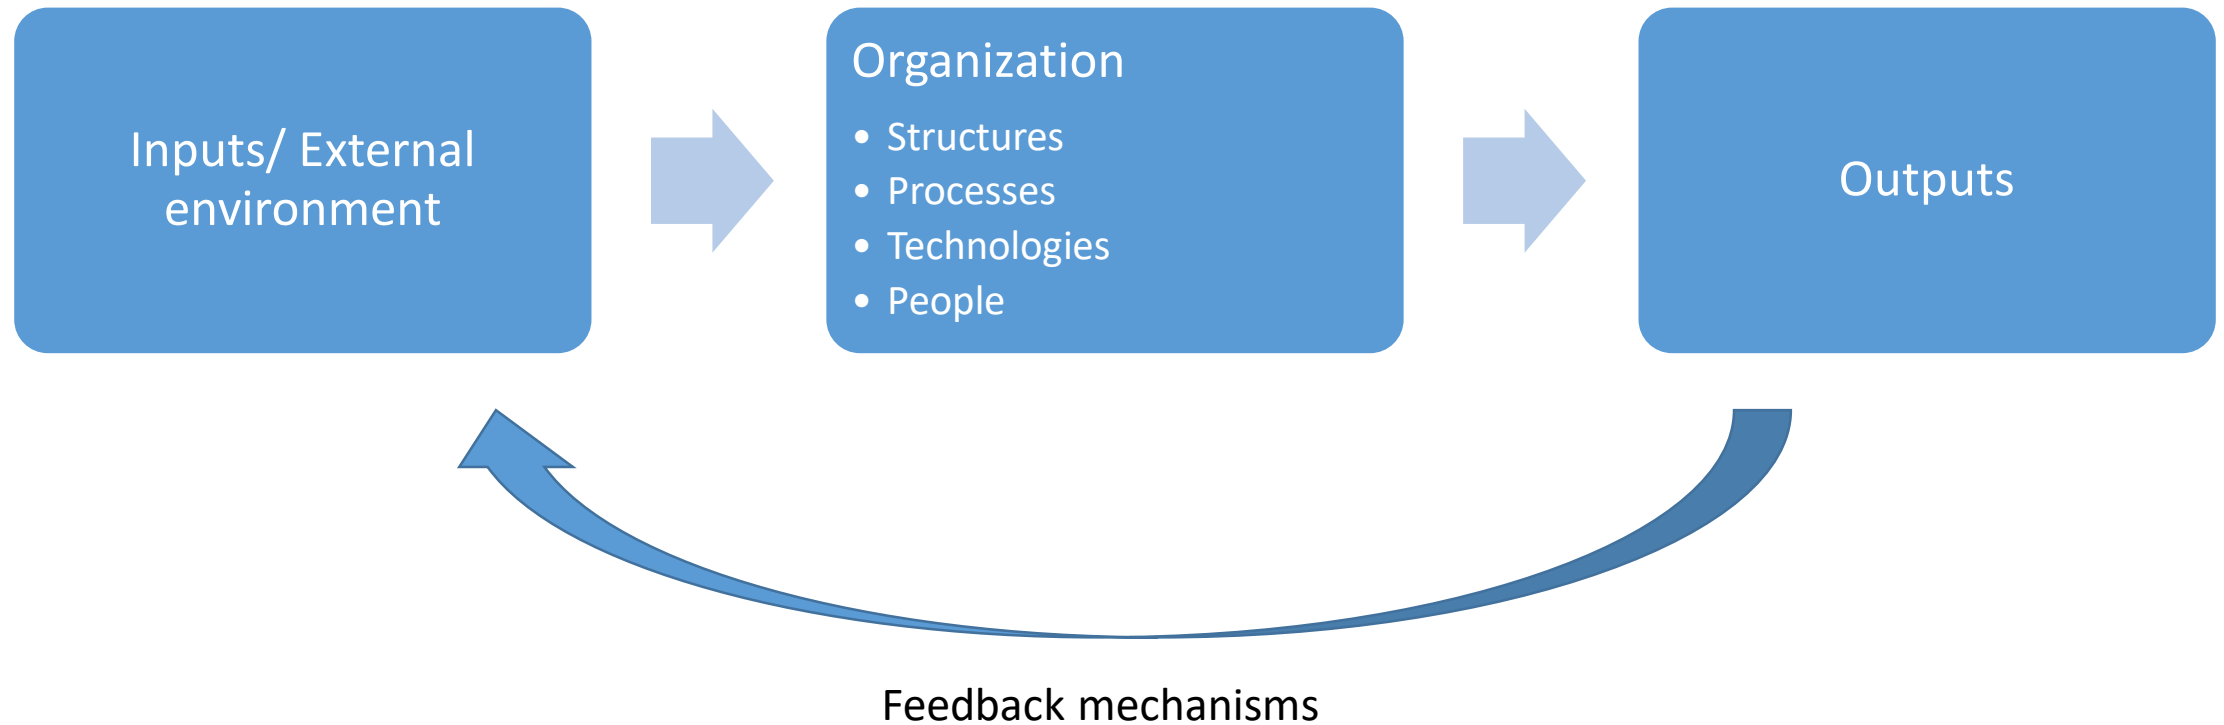 Inputs/ External
environment
Organization
• Structures
• Processes
• Technologies
• People
Outputs
Feedback mechanisms